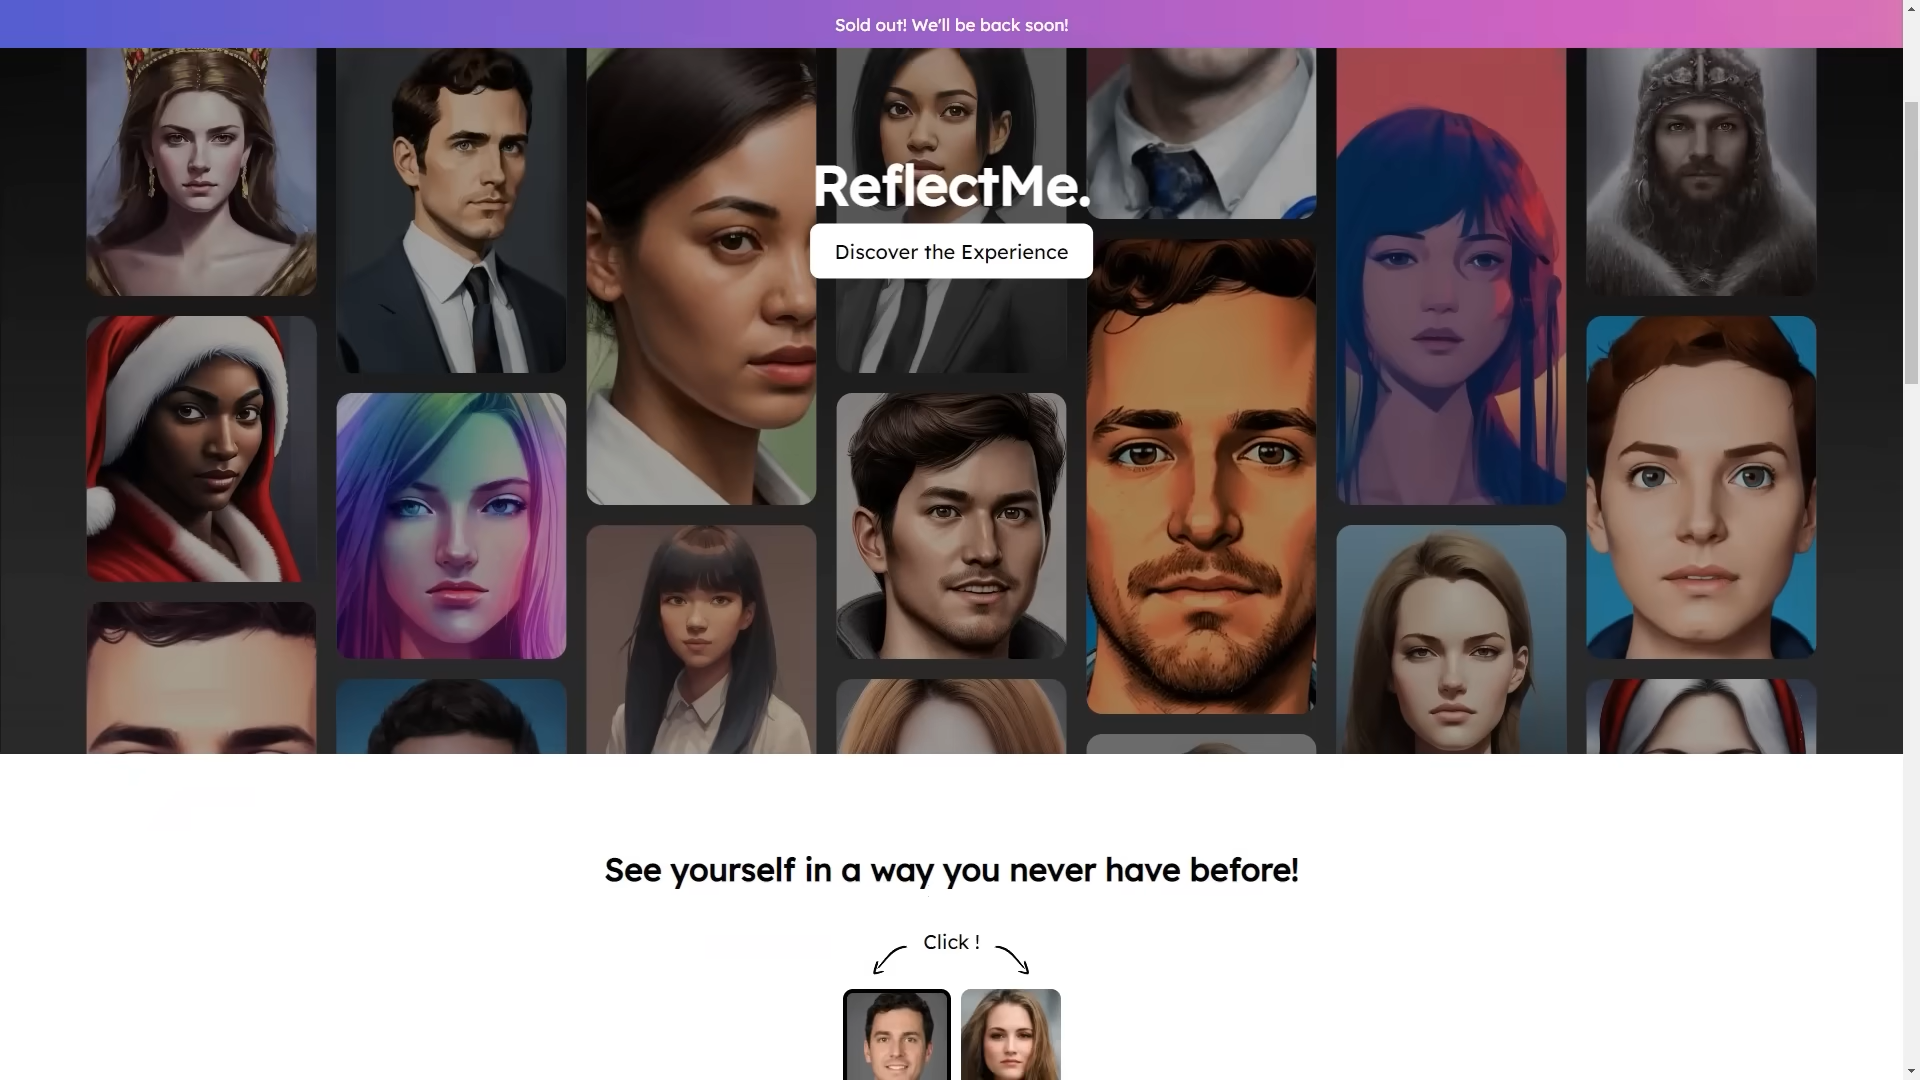 Sold out! We'll be back soon!
ReflectMe.
Discover the Experience
See yourself in a way you never have before!
Click !